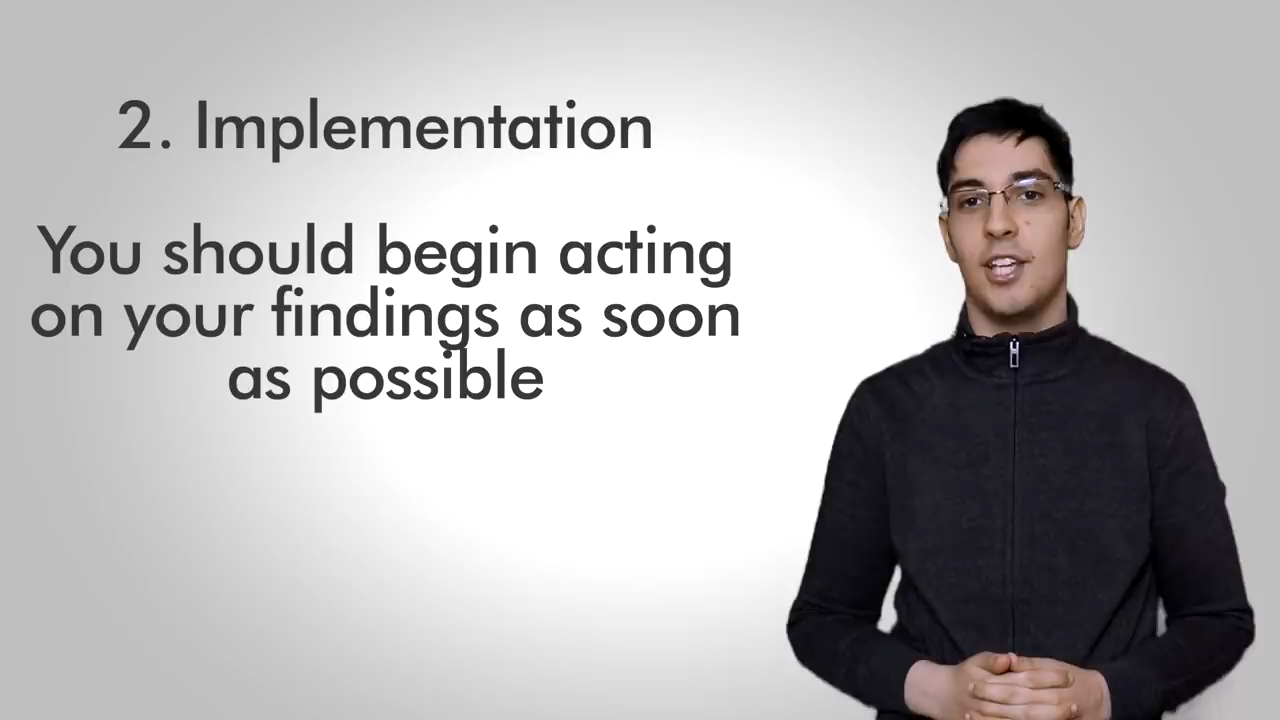 2. Implementation
You should begin acting
on your findings as soon
as possible